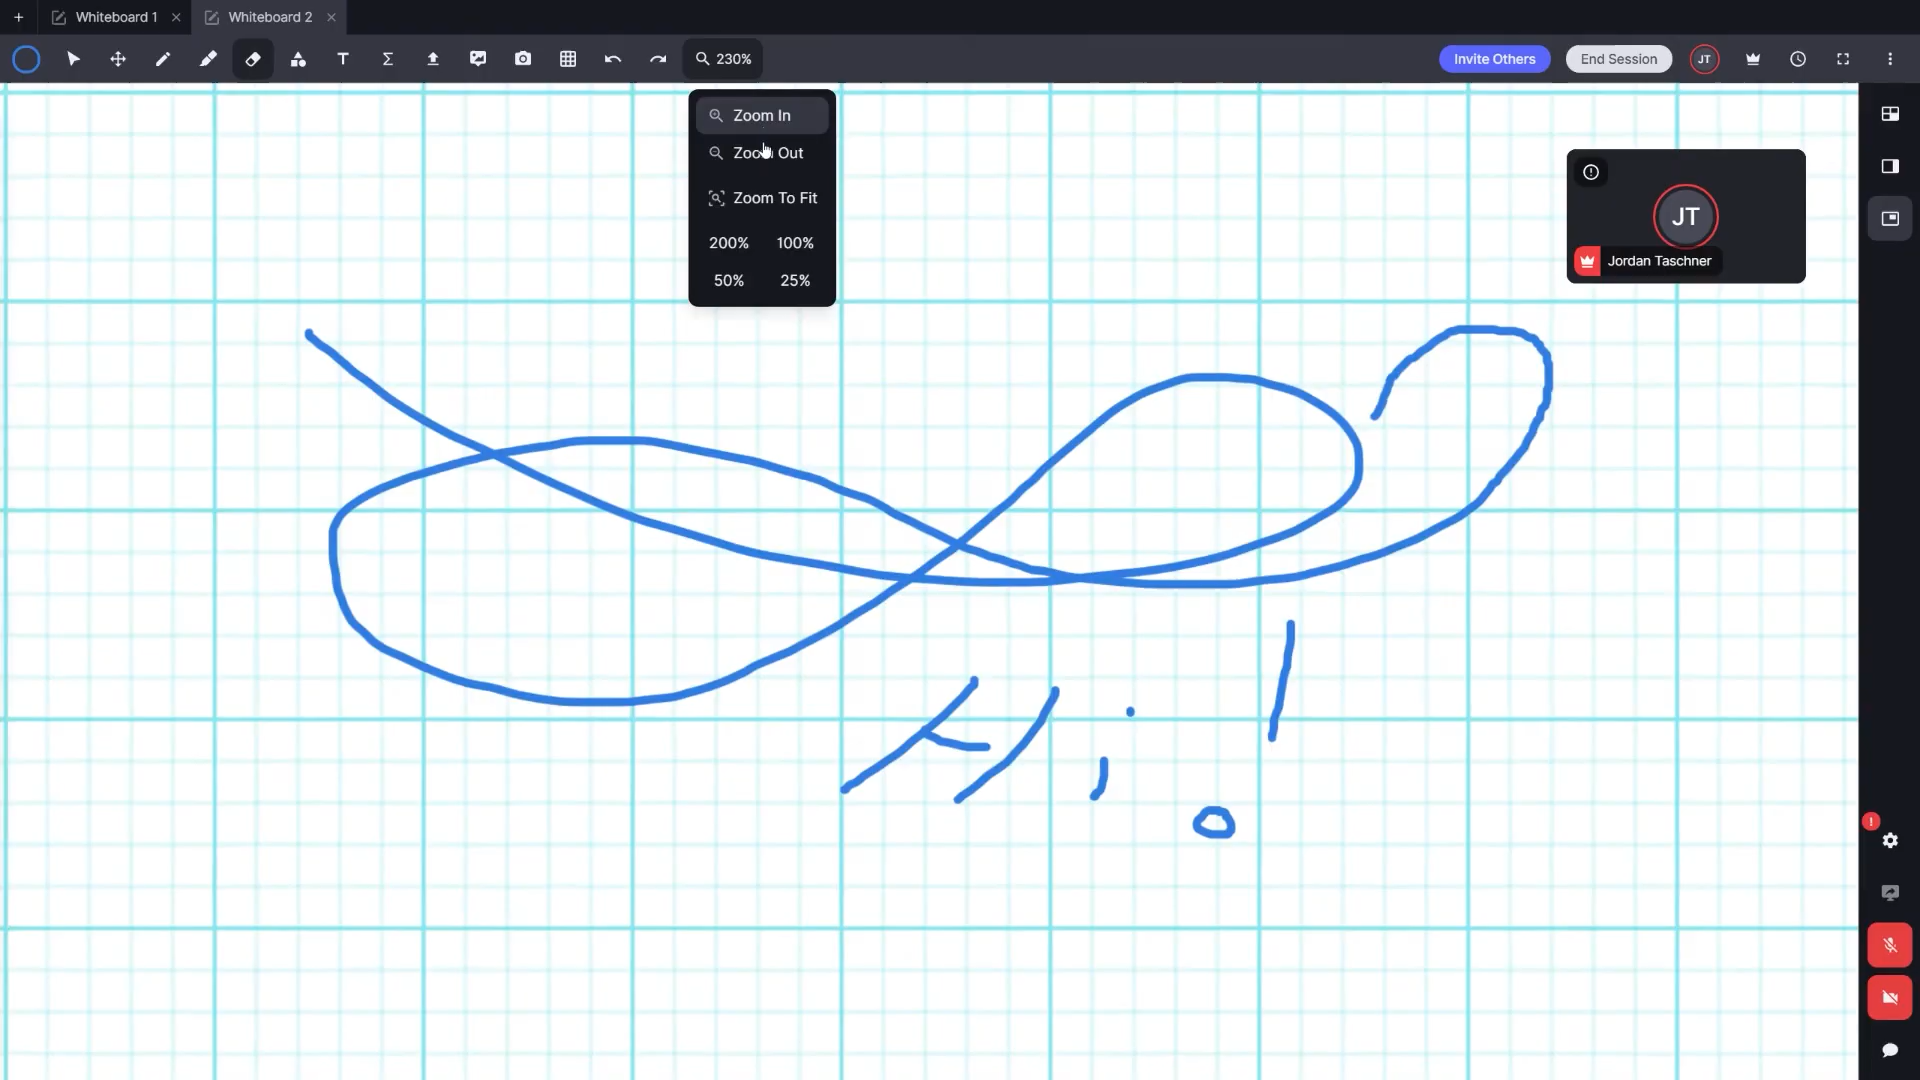 Whiteboard 1
Whiteboard 2
T
Σ
230%
Invite Others
End Session
JT
Zoom In
Zoom Out
Zoom To Fit
200% 100%
50% 25%
JT
Jordan Taschner
Hi!
!